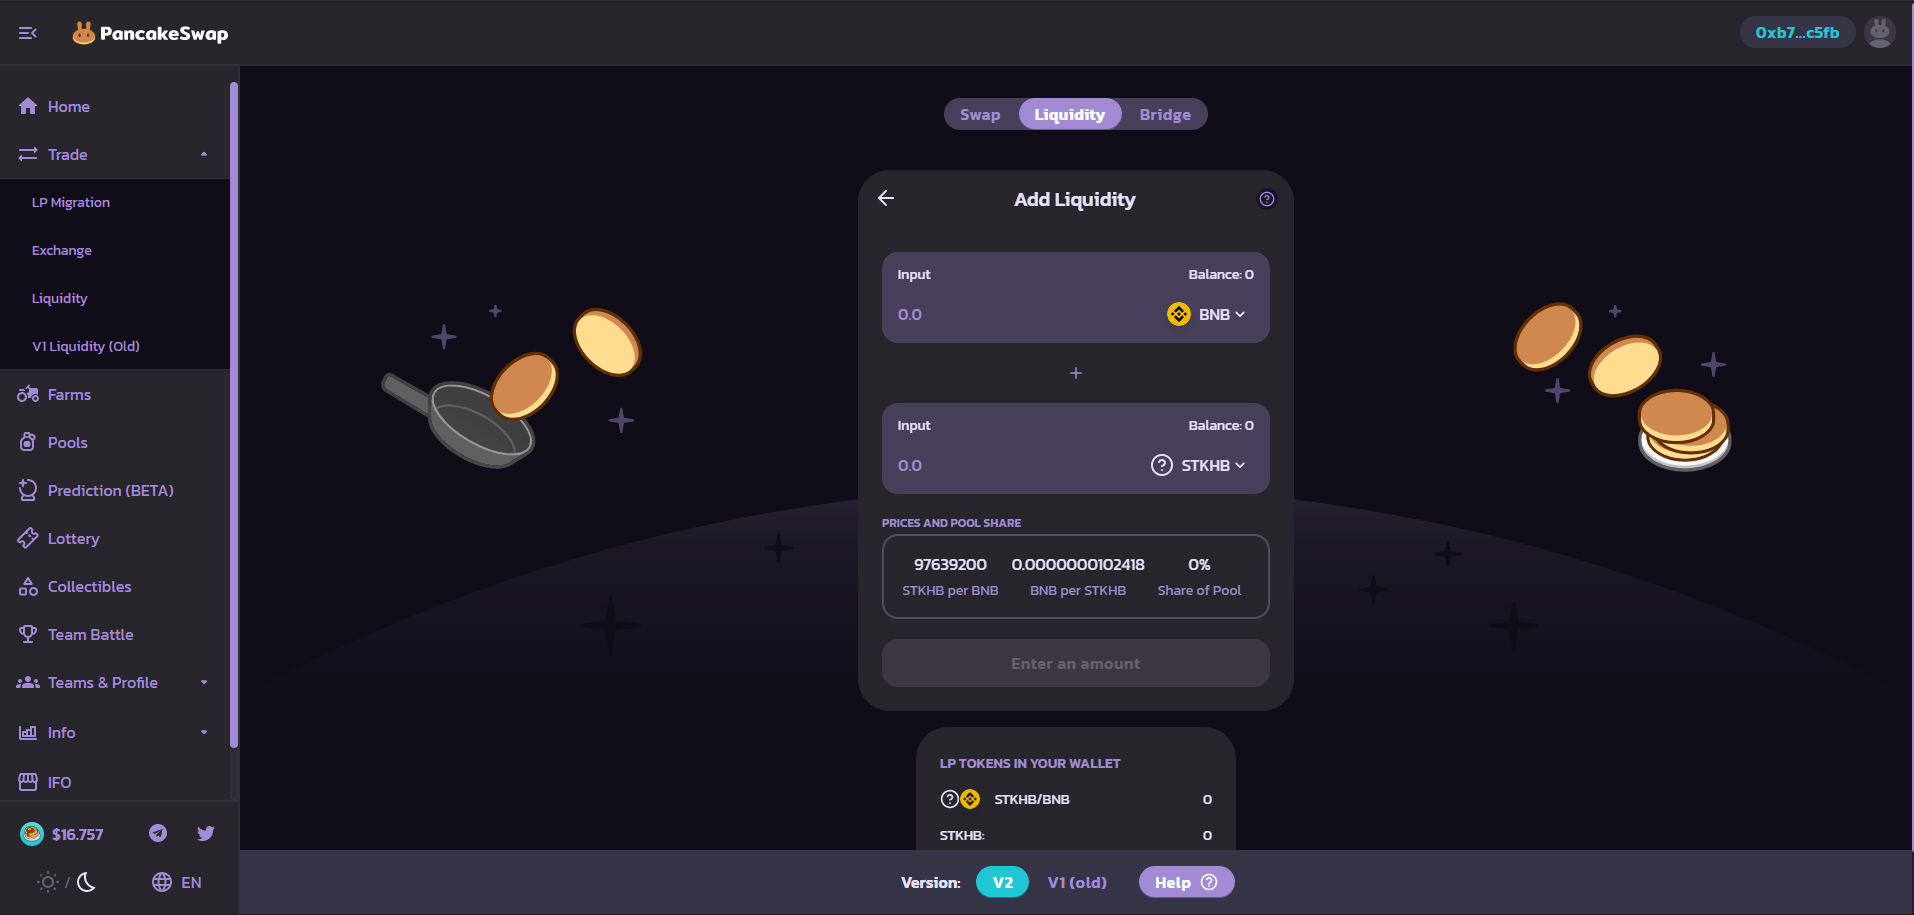 PancakeSwap
0xb7...c5fb
Home
Trade
LP Migration
Exchange
Liquidity
V1 Liquidity (Old)
Farms
Pools
Prediction (BETA)
Lottery
Collectibles
Team Battle
Teams & Profile
Info
IFO
$16.757
/
EN
Swap Liquidity Bridge
Add Liquidity
Input Balance: 0
0.0 BNB
+
Input Balance: 0
0.0 STKHB
PRICES AND POOL SHARE
97639200 0.0000000102418 0%
STKHB per BNB BNB per STKHB Share of Pool
Enter an amount
LP TOKENS IN YOUR WALLET
STKHB/BNB 0
STKHB: 0
Version: V2 V1 (old) Help